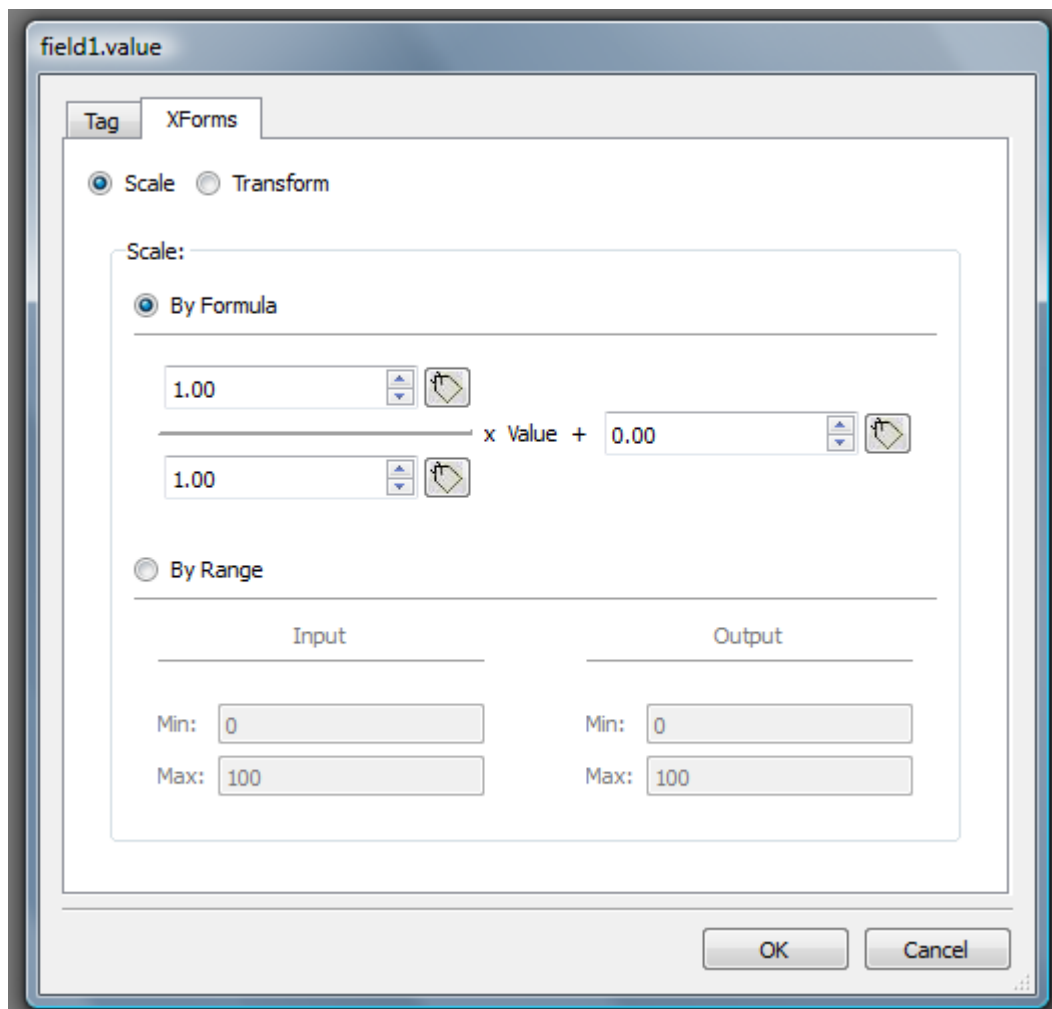 field1.value
Tag XForms
Scale Transform
Scale:
By Formula
1.00
x Value + 0.00
1.00
By Range
Input Output
Min: 0 Min: 0
Max: 100 Max: 100
OK Cancel